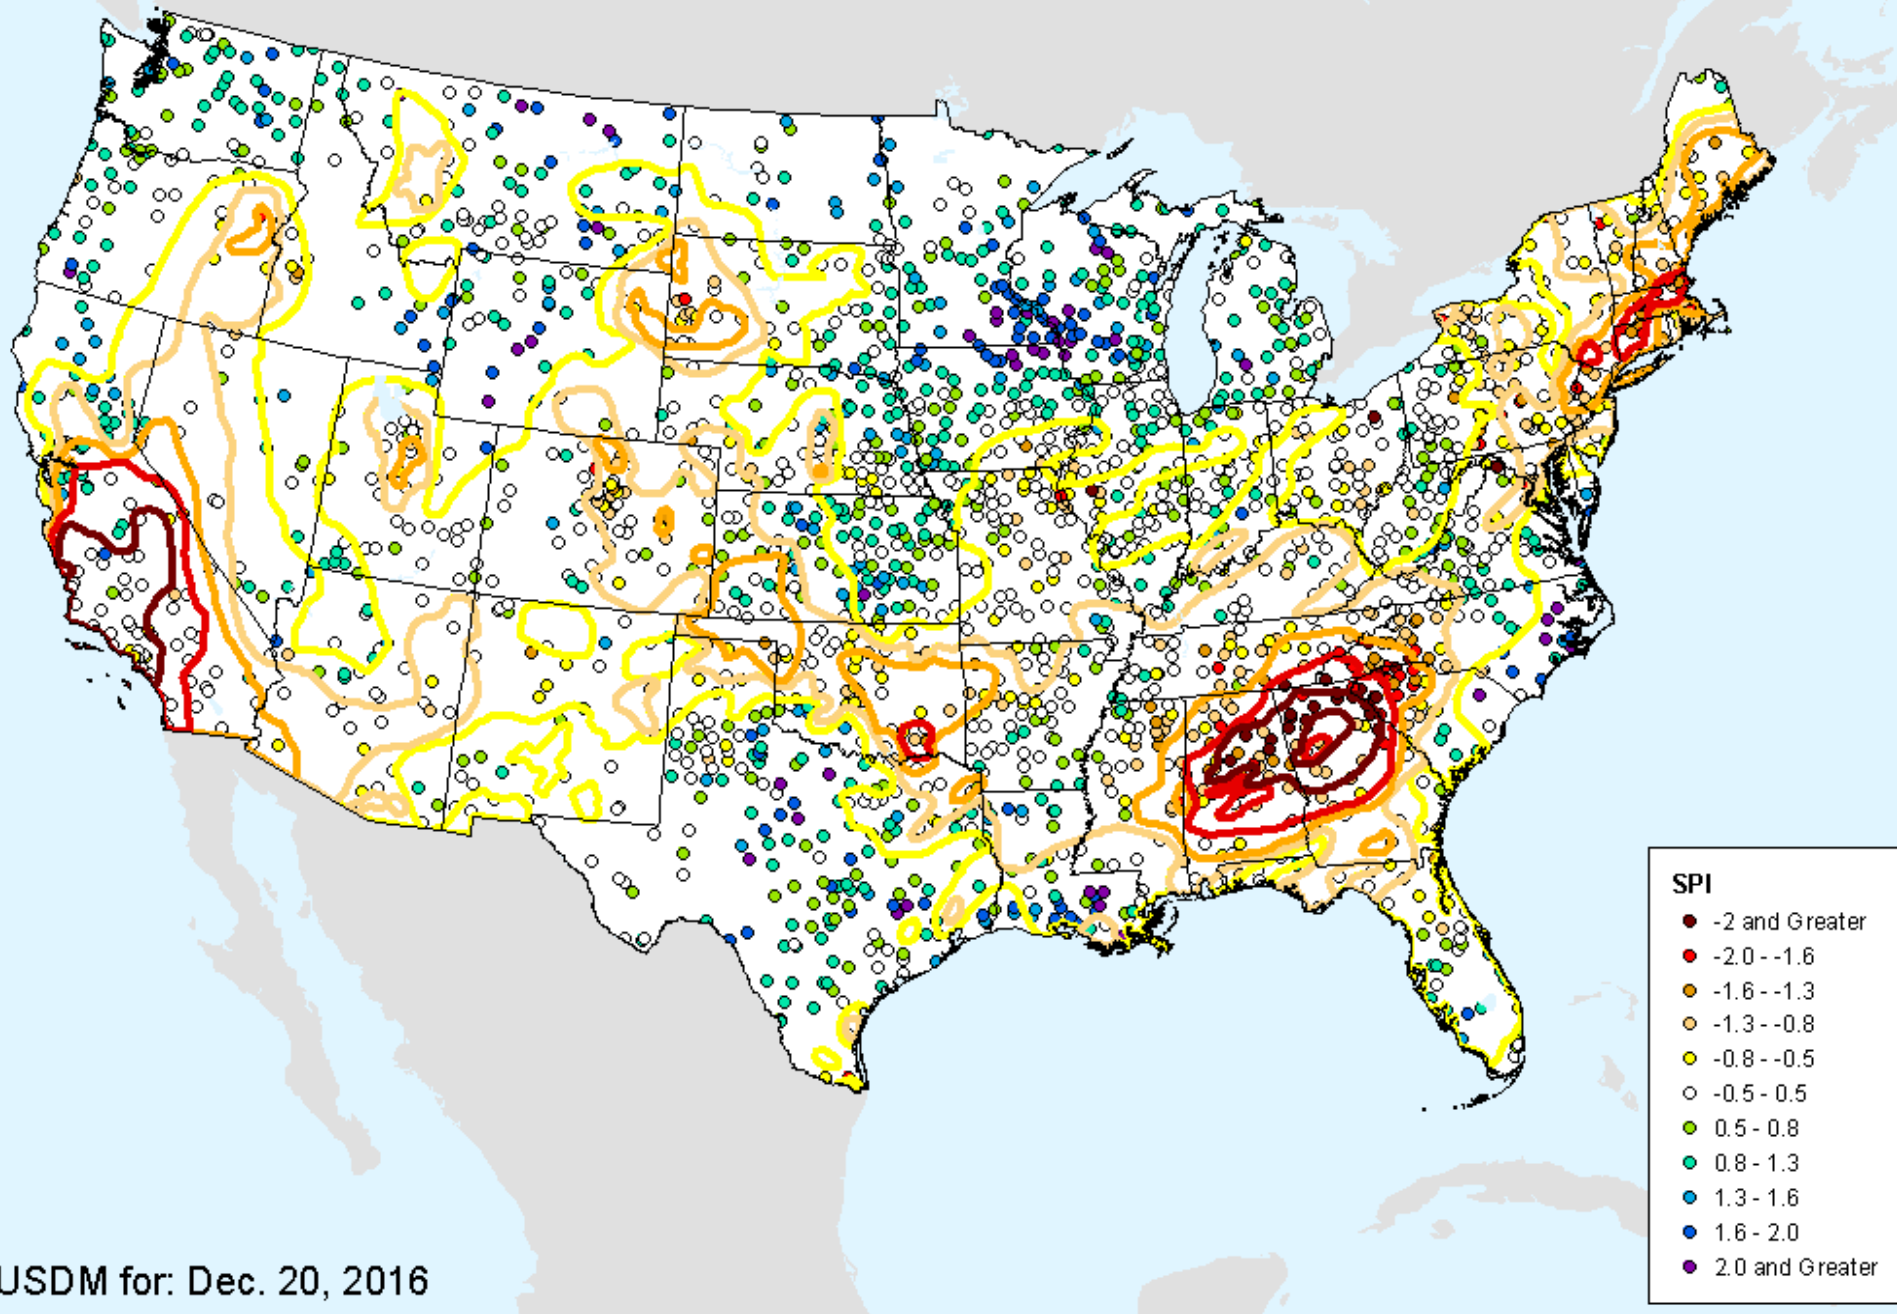 SPI
-2 and Greater
-2.0 - -1.6
-1.6 - -1.3
-1.3 - -0.8
-0.8 - -0.5
-0.5 - 0.5
0.5 - 0.8
0.8 - 1.3
1.3 - 1.6
1.6 - 2.0
2.0 and Greater
USDM for: Dec. 20, 2016